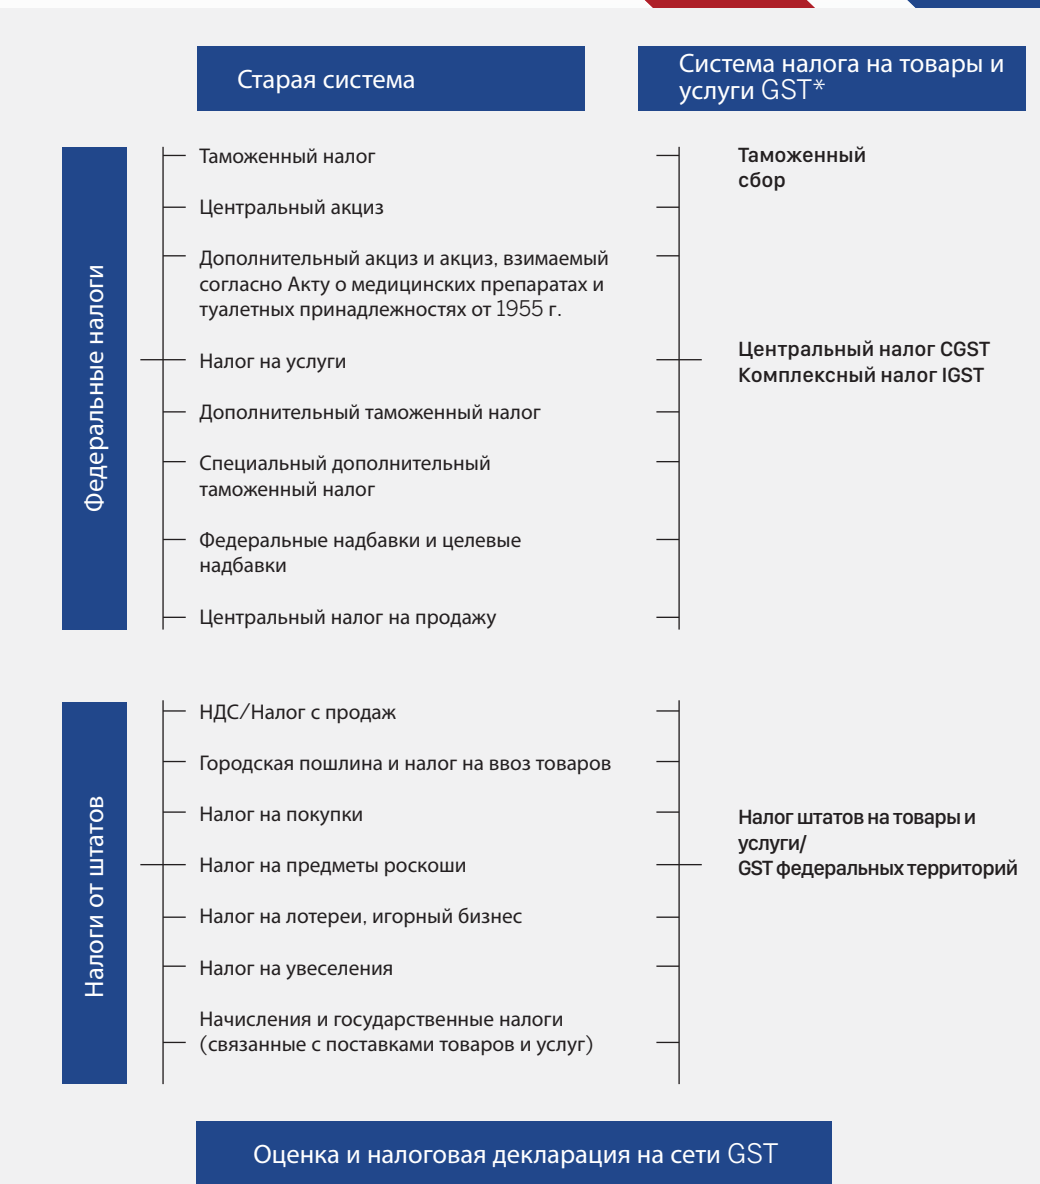 Старая система
Система налога на товары и
услуги GST*
Федеральные налоги
Таможенный налог
Центральный акциз
Дополнительный акциз и акциз, взимаемый
согласно Акту о медицинских препаратах и
туалетных принадлежностях от 1955 г.
Налог на услуги
Дополнительный таможенный налог
Специальный дополнительный
таможенный налог
Федеральные надбавки и целевые
надбавки
Центральный налог на продажу
Таможенный
сбор
Центральный налог CGST
Комплексный налог IGST
Налоги от штатов
НДС/Налог с продаж
Городская пошлина и налог на ввоз товаров
Налог на покупки
Налог на предметы роскоши
Налог на лотереи, игорный бизнес
Налог на увеселения
Начисления и государственные налоги
(связанные с поставками товаров и услуг)
Налог штатов на товары и
услуги/
GST федеральных территорий
Оценка и налоговая декларация на сети GST